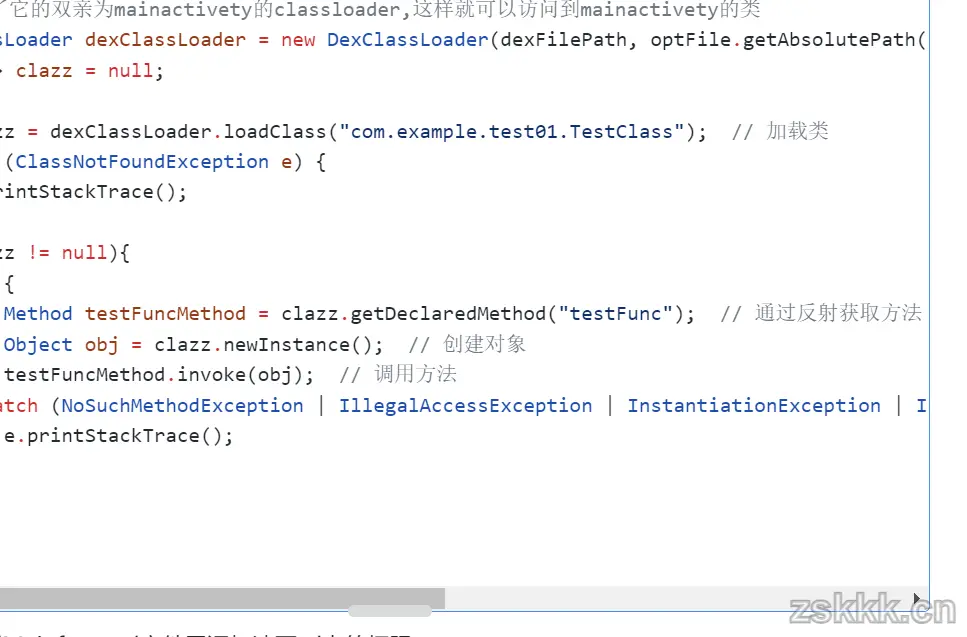 它的双亲为mainactivety的classloader,这样就可以访问到mainactivety的类
sLoader dexClassLoader = new DexClassLoader(dexFilePath, optFile.getAbsolutePath(
clazz = null;
zz = dexClassLoader.loadClass("com.example.test01.TestClass"); // 加载类
(ClassNotFoundException e) {
rintStackTrace();
zz != null){
{
Method testFuncMethod = clazz.getDeclaredMethod("testFunc"); // 通过反射获取方法
Object obj = clazz.newInstance(); // 创建对象
testFuncMethod.invoke(obj); // 调用方法
atch (NoSuchMethodException | IllegalAccessException | InstantiationException | I
e.printStackTrace();
zskkk.cn